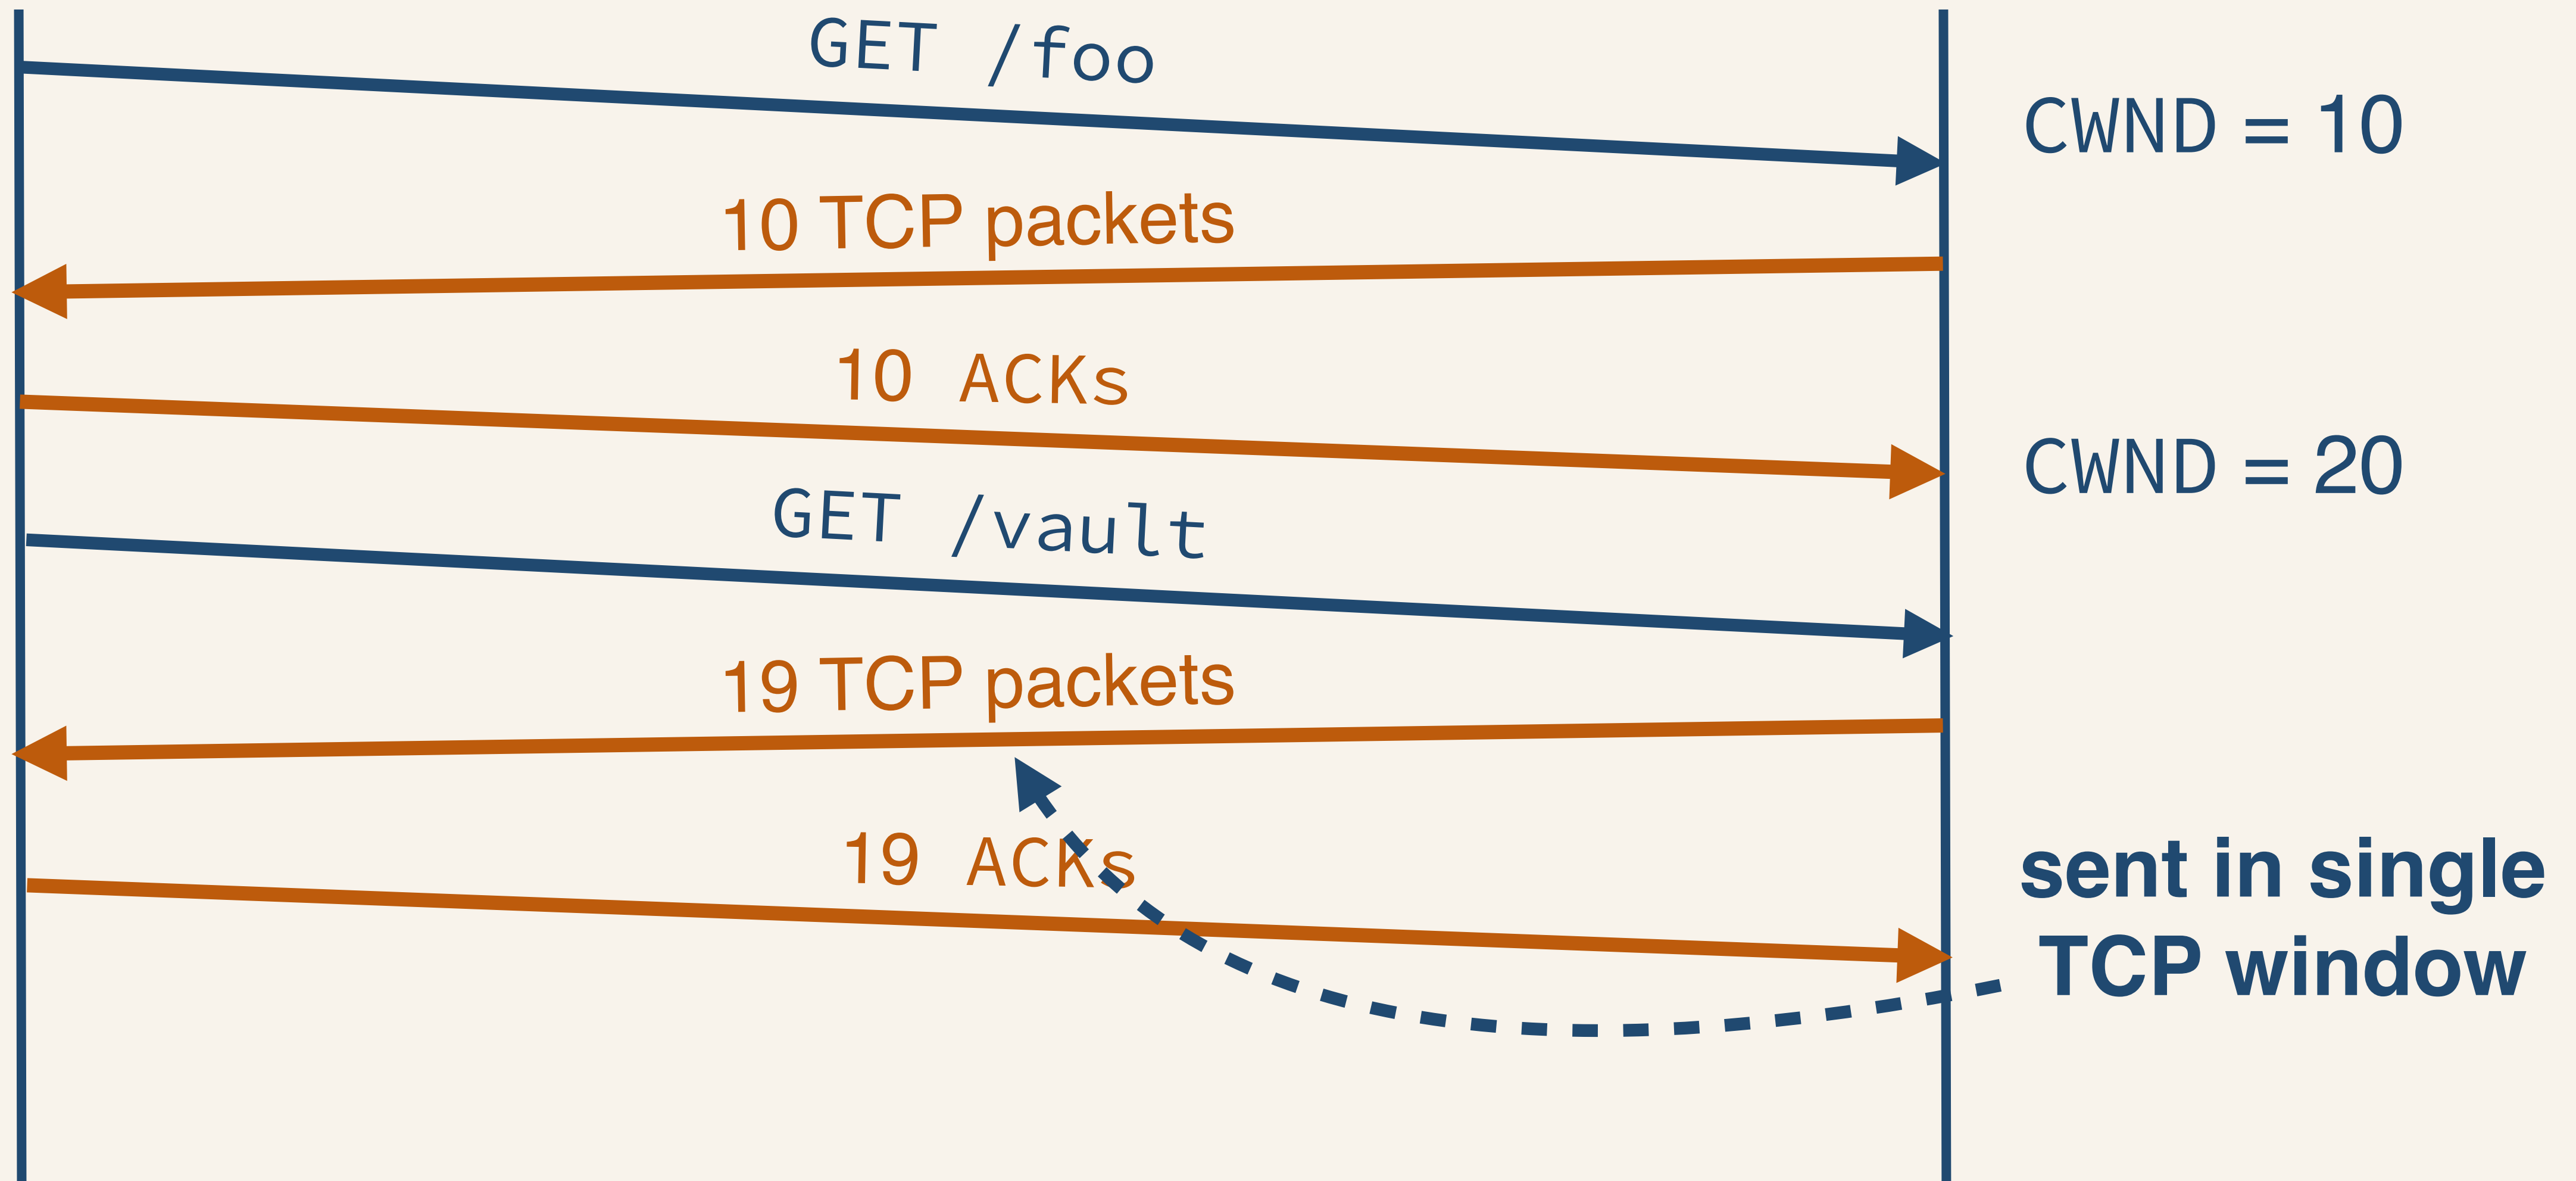 GET /foo
CWND = 10
10 TCP packets
10 ACKs
CWND = 20
GET /vault
19 TCP packets
19 ACKs
sent in single
TCP window